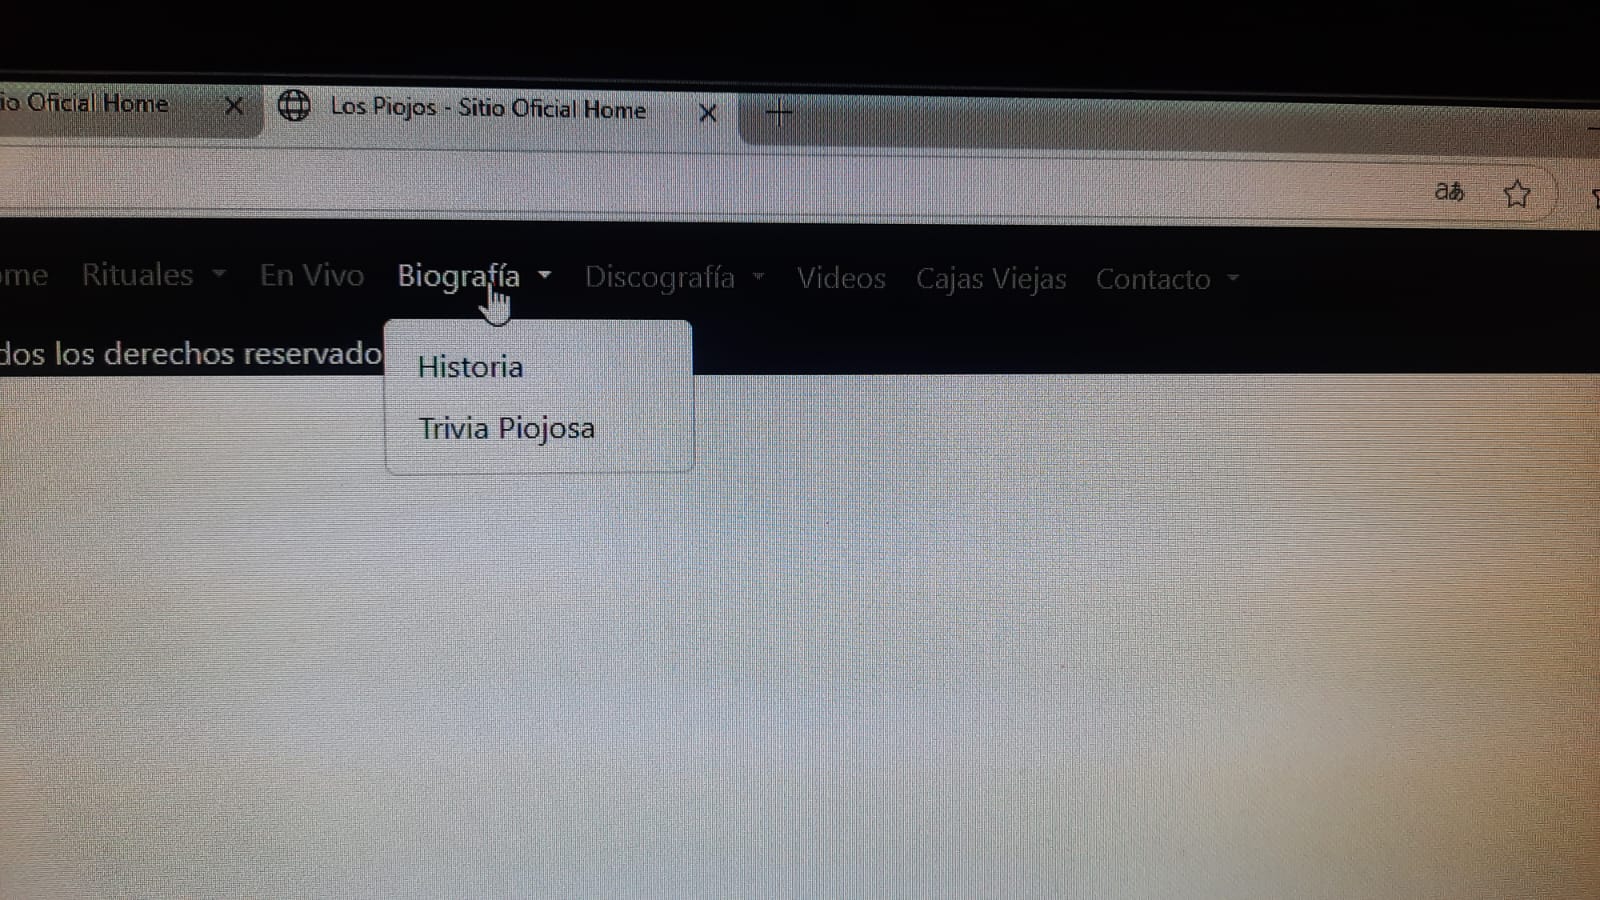 io Oficial Home
Los Piojos - Sitio Oficial Home
aあ
ome Rituales En Vivo Biografía Discografía Videos Cajas Viejas Contacto
dos los derechos reservado
Historia
Trivia Piojosa